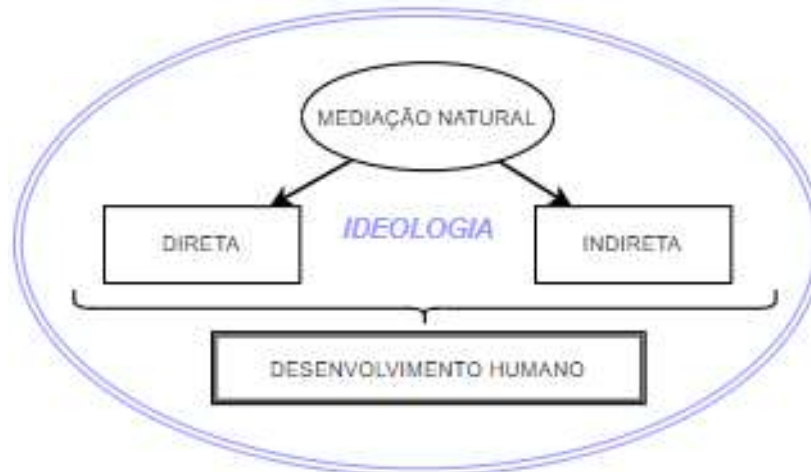 MEDIAÇÃO NATURAL
DIRETA
IDEOLOGIA
INDIRETA
DESENVOLVIMENTO HUMANO